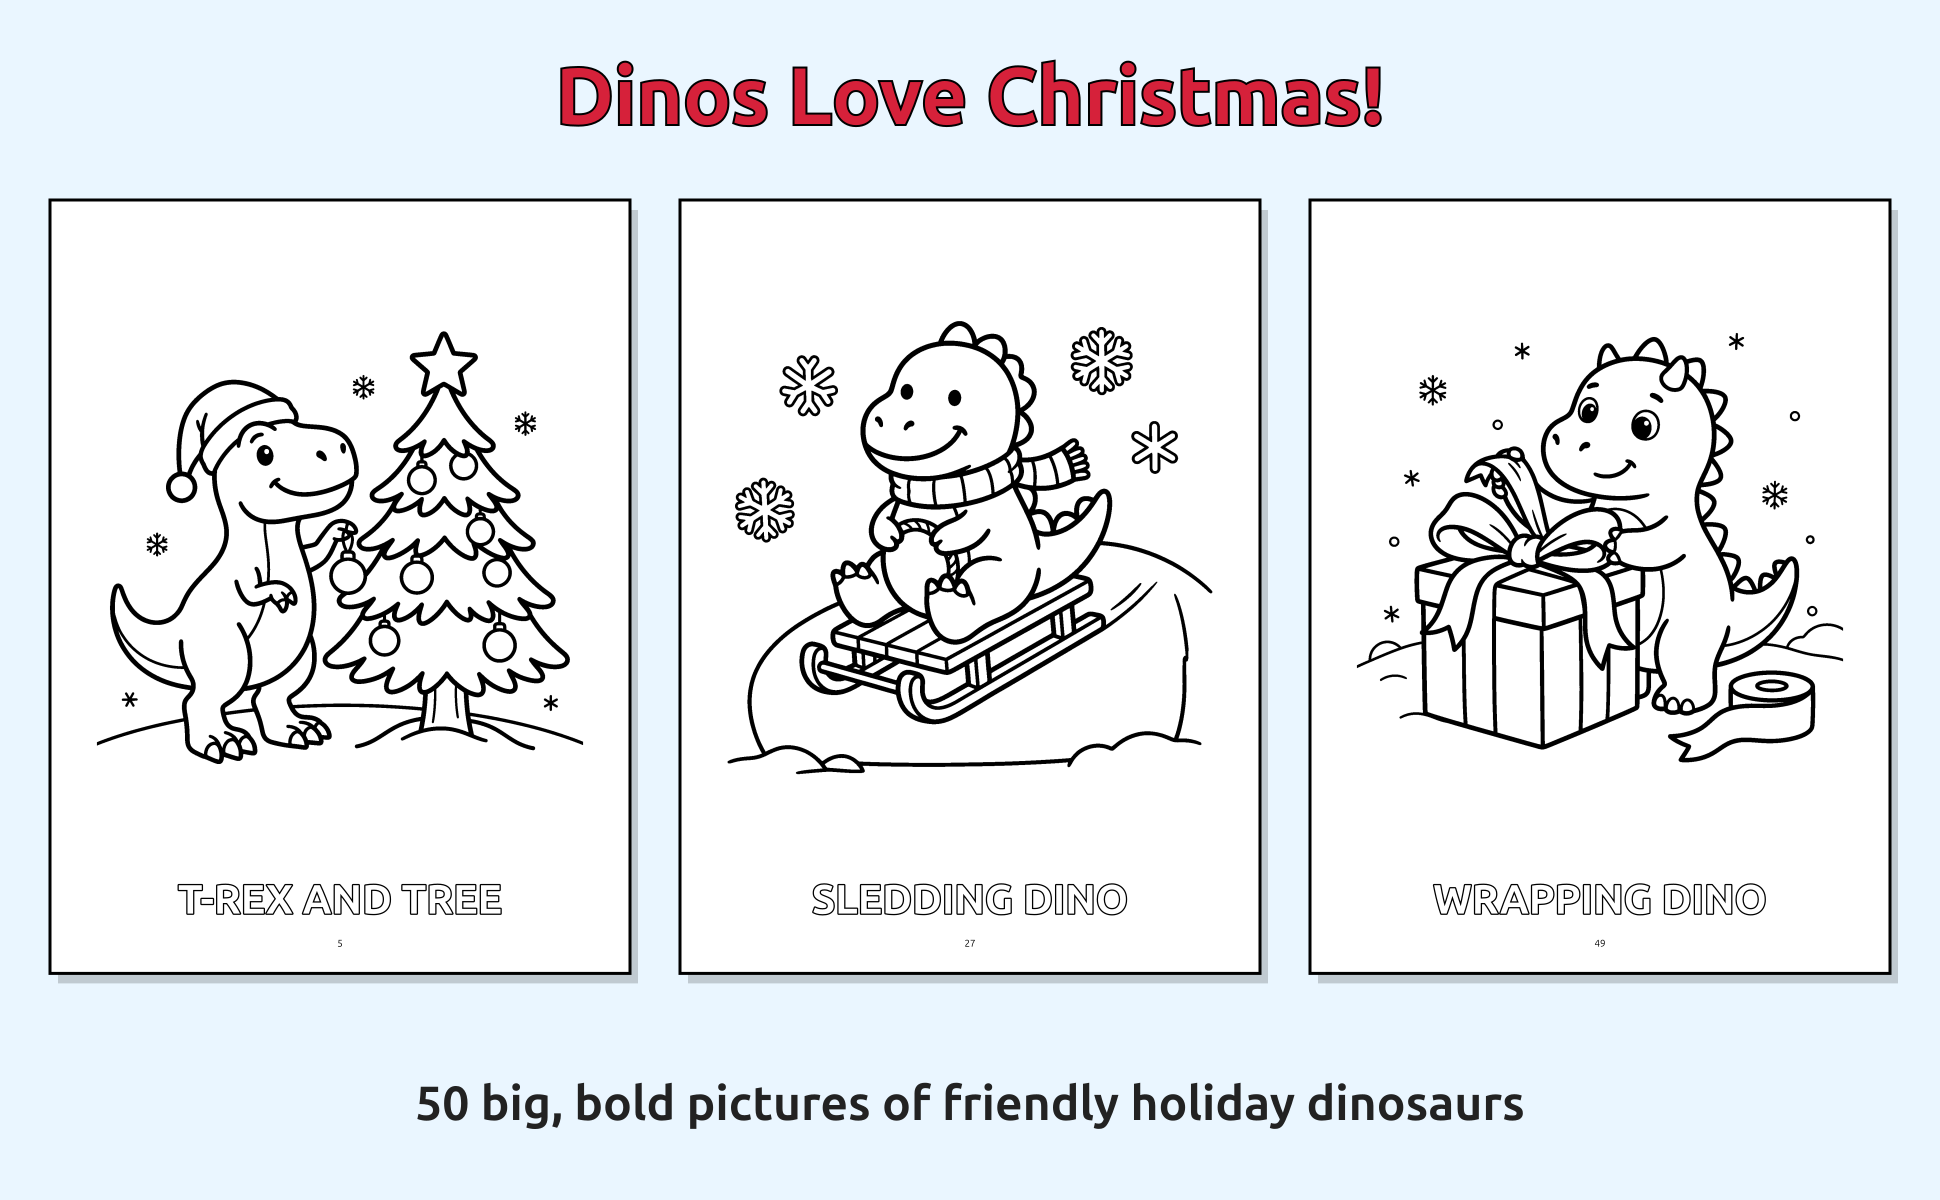 Dinos Love Christmas!
T-REX AND TREE
5
SLEDDING DINO
27
WRAPPING DINO
49
50 big, bold pictures of friendly holiday dinosaurs